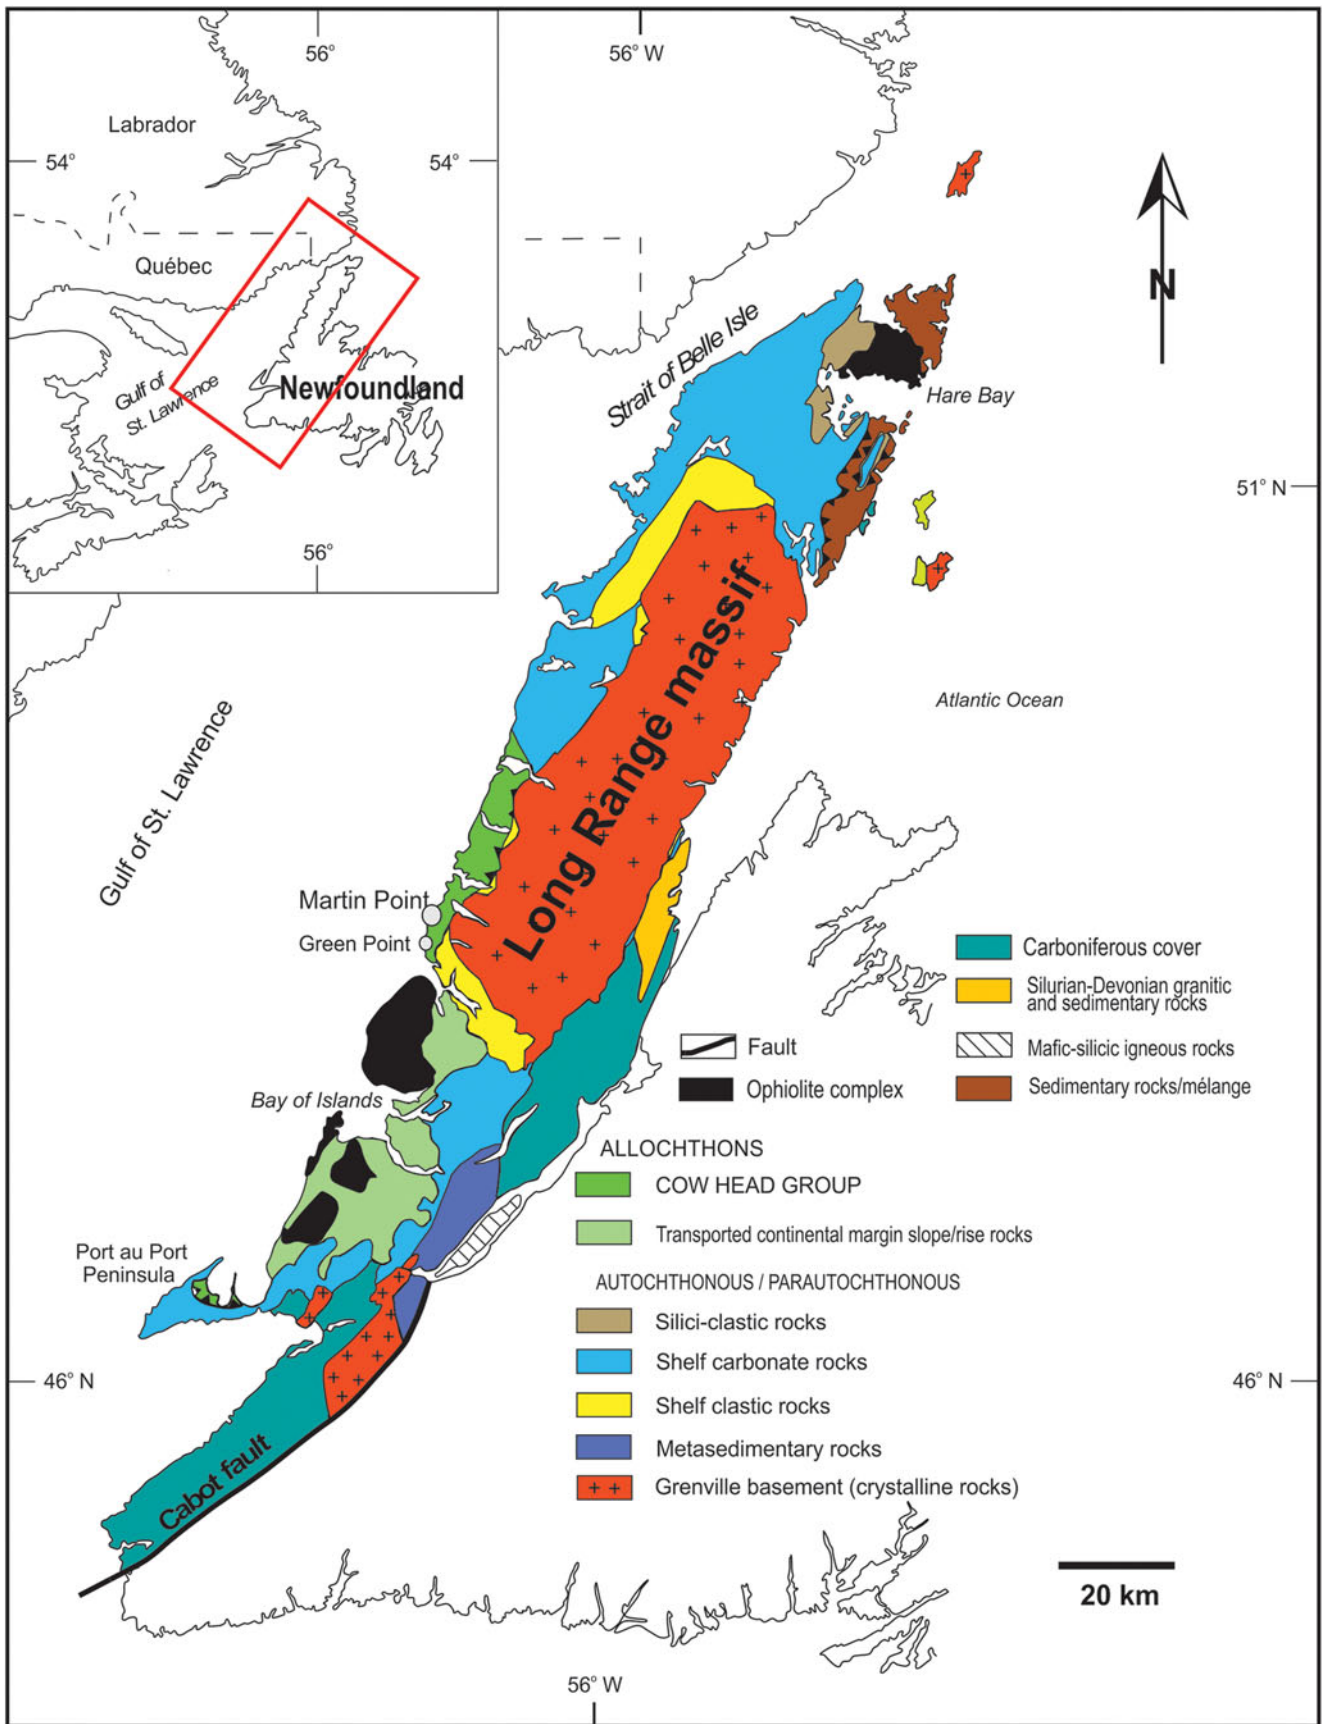 56°
56° W
Labrador
54°
54°
Québec
Gulf of
St. Lawrence
Newfoundland
56°
N
Strait of Belle Isle
Hare Bay
51° N
Long Range massif
Atlantic Ocean
Gulf of St. Lawrence
Martin Point
Green Point
Bay of Islands
Port au Port
Peninsula
Carboniferous cover
Silurian-Devonian granitic
and sedimentary rocks
Fault
Mafic-silicic igneous rocks
Ophiolite complex
Sedimentary rocks/mélange
ALLOCHTHONS
COW HEAD GROUP
Transported continental margin slope/rise rocks
AUTOCHTHONOUS / PARAUTOCHTHONOUS
Silici-clastic rocks
Shelf carbonate rocks
Shelf clastic rocks
Metasedimentary rocks
Grenville basement (crystalline rocks)
46° N
46° N
Cabot fault
20 km
56° W